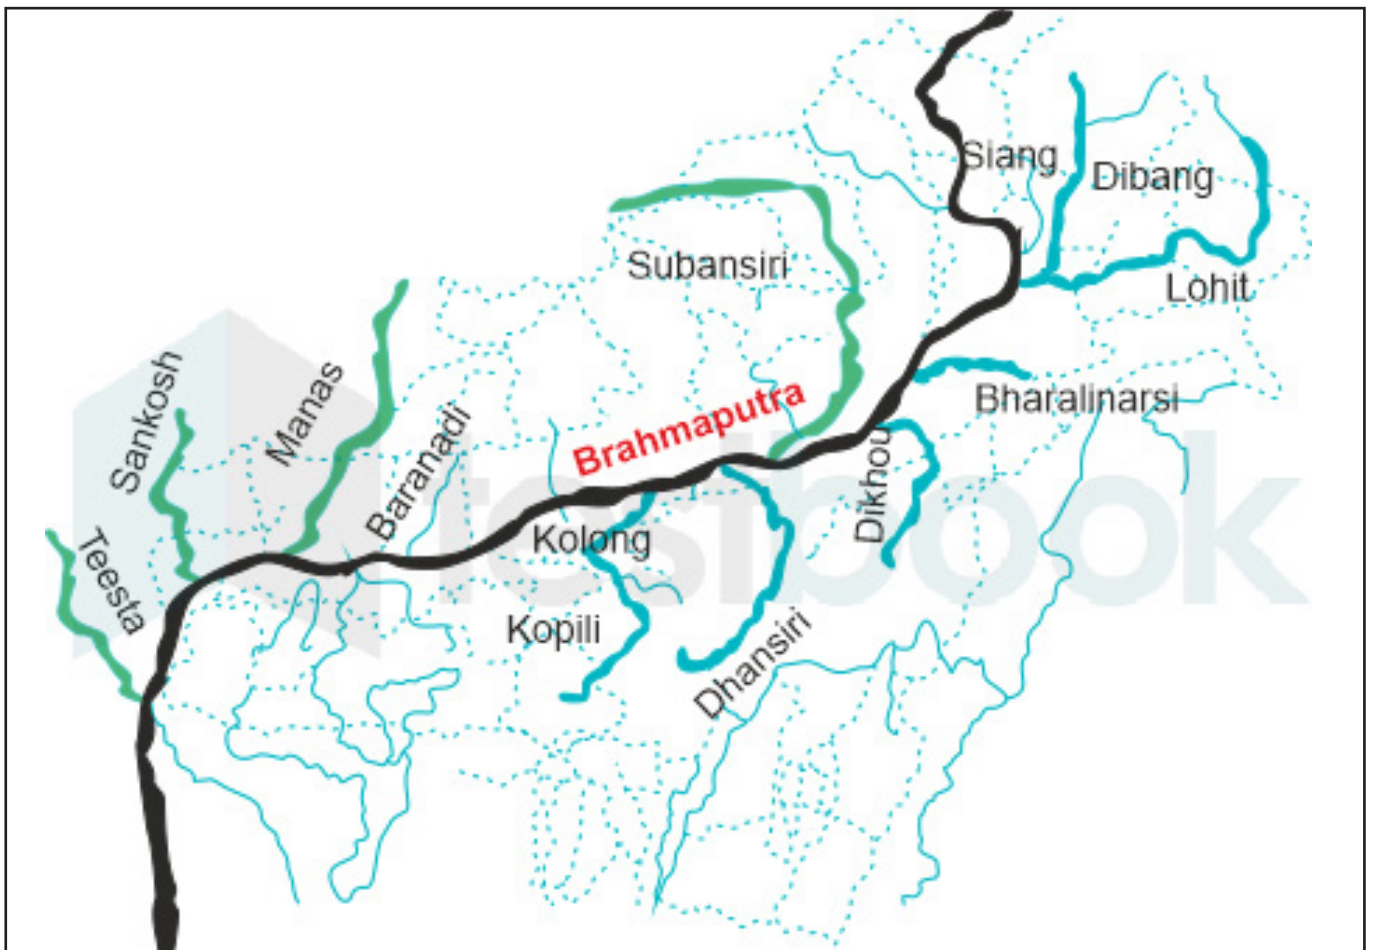 Siang
Dibang
Subansiri
Lohit
Sankosh
Manas
Bharalinarsi
Brahmaputra
Baranadi
Dikhou
Teesta
Kolong
Kopili
Dhansiri
testbook